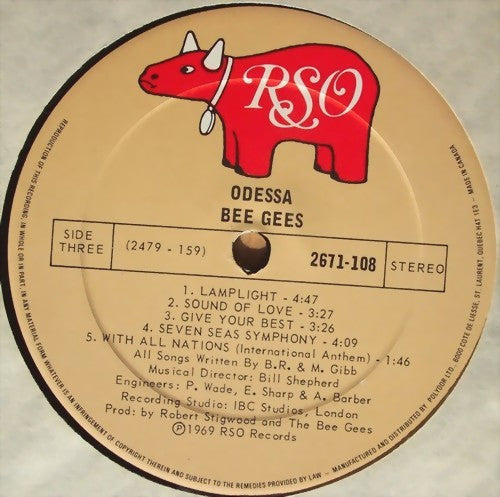 RSO
ODESSA
BEE GEES
SIDE THREE
(2479 - 159)
2671-108
STEREO
1. LAMPLIGHT - 4:47
2. SOUND OF LOVE - 3:27
3. GIVE YOUR BEST - 3:26
4. SEVEN SEAS SYMPHONY - 4:09
5. WITH ALL NATIONS (International Anthem) - 1:46
All Songs Written By B.R. & M. Gibb
Musical Director: Bill Shepherd
Engineers: P. Wade, E. Sharp & A. Barber
Recording Studio: IBC Studios, London
Prod: by Robert Stigwood and The Bee Gees
Ⓟ1969 RSO Records
REPRODUCTION OF THIS RECORDING, IN WHOLE OR IN PART, IN ANY MATERIAL FORM WHATEVER IS AN INFRINGEMENT OF COPYRIGHT THEREIN AND SUBJECT TO THE REMEDIES PROVIDED BY LAW – MANUFACTURED AND DISTRIBUTED BY POLYDOR LTD., 6000 COTE DE LIESSE, ST. LAURENT, QUEBEC H4T 1E3 • MADE IN CANADA